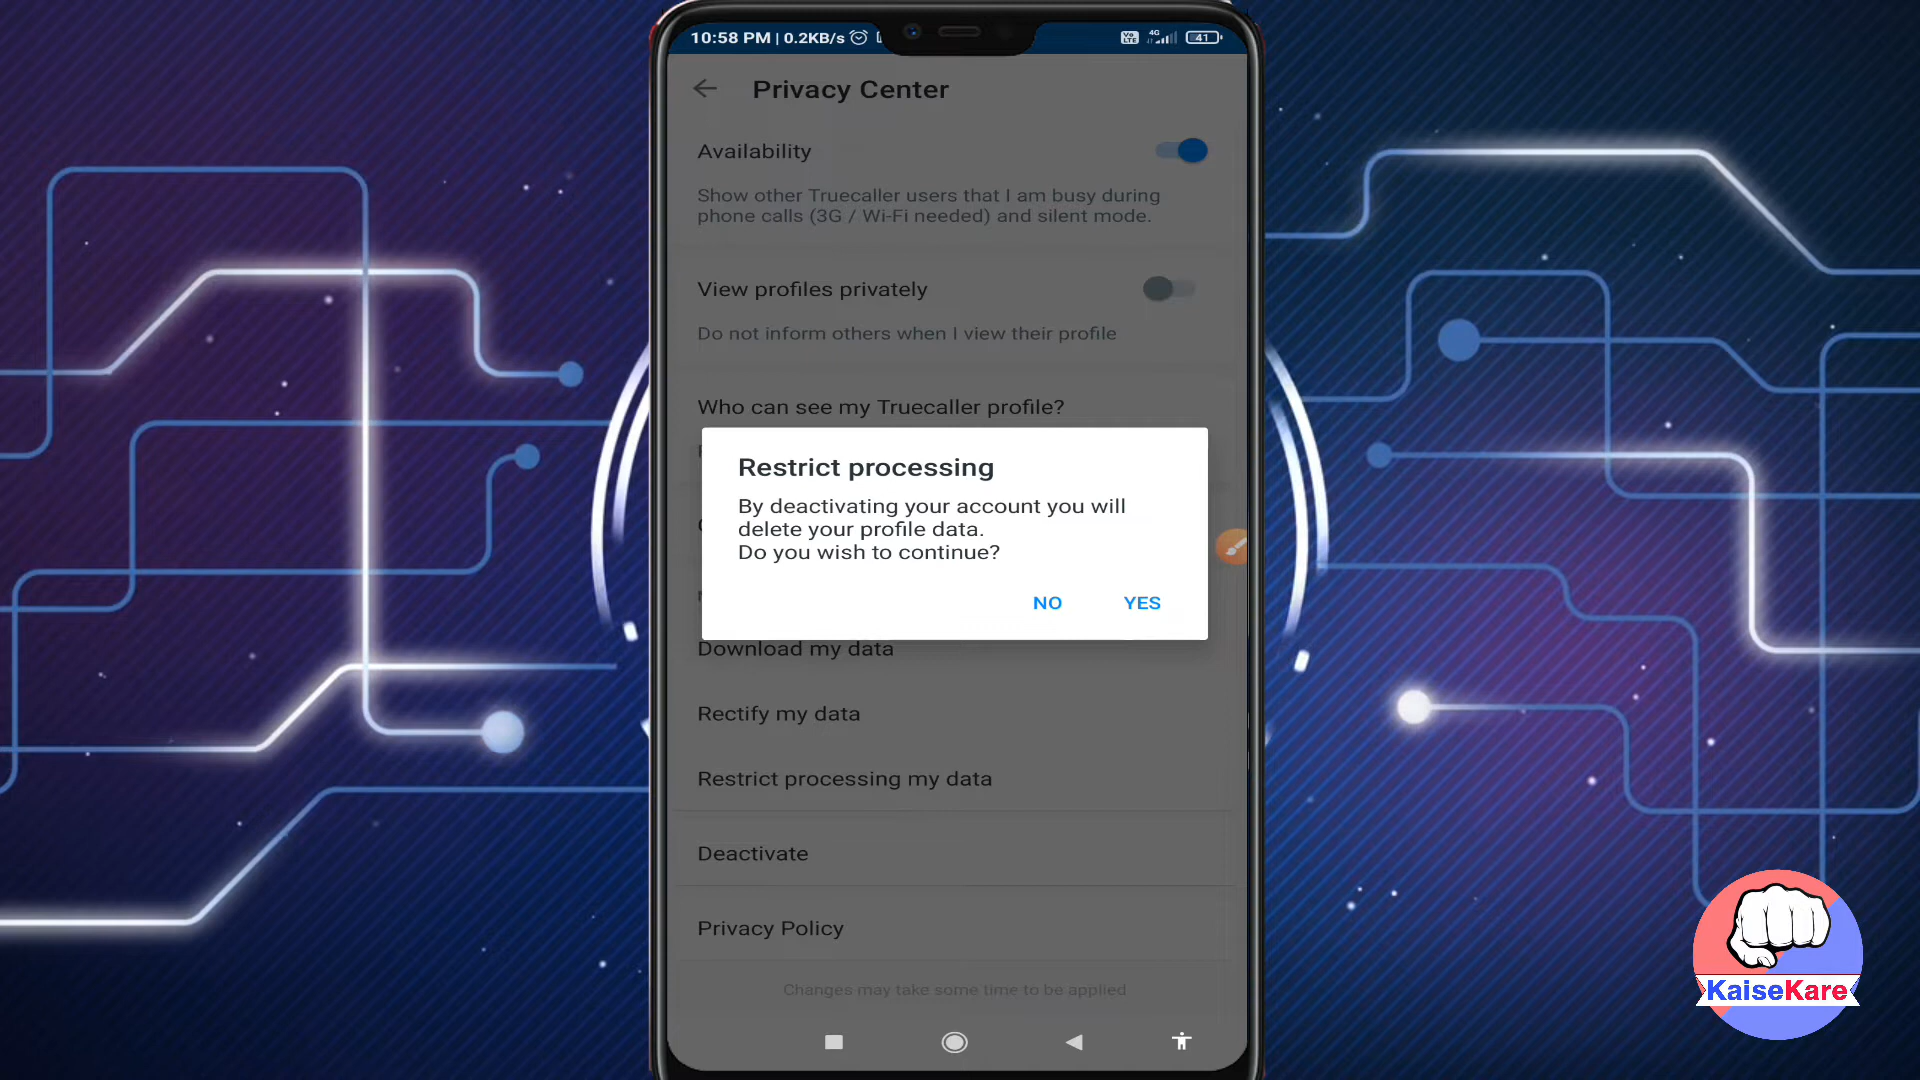 10:58 PM | 0.2KB/s
Vo LTE 4G 41
Privacy Center
Availability
Show other Truecaller users that I am busy during
phone calls (3G / Wi-Fi needed) and silent mode.
View profiles privately
Do not inform others when I view their profile
Who can see my Truecaller profile?
Restrict processing
By deactivating your account you will
delete your profile data.
Do you wish to continue?
NO YES
Download my data
Rectify my data
Restrict processing my data
Deactivate
Privacy Policy
Changes may take some time to be applied
KaiseKare